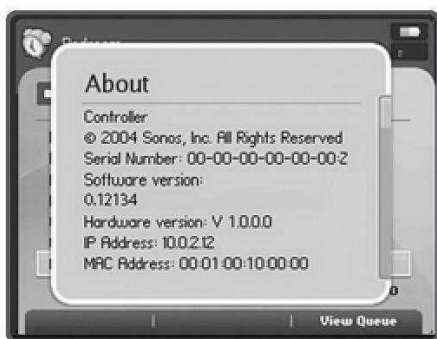 About
Controller
© 2004 Sonos, Inc. All Rights Reserved
Serial Number: 00-00-00-00-00-00:2
Software version:
0.12134
Hardware version: V 1.0.0.0
IP Address: 10.0.2.12
MAC Address: 00:01:00:10:00:00
View Queue